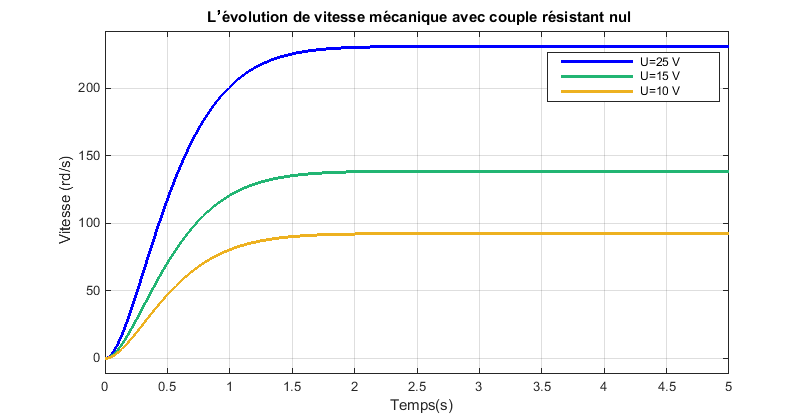 L'évolution de vitesse mécanique avec couple résistant nul
U=25 V
U=15 V
U=10 V
Vitesse (rd/s)
200
150
100
50
0
0 0.5 1 1.5 2 2.5 3 3.5 4 4.5 5
Temps(s)